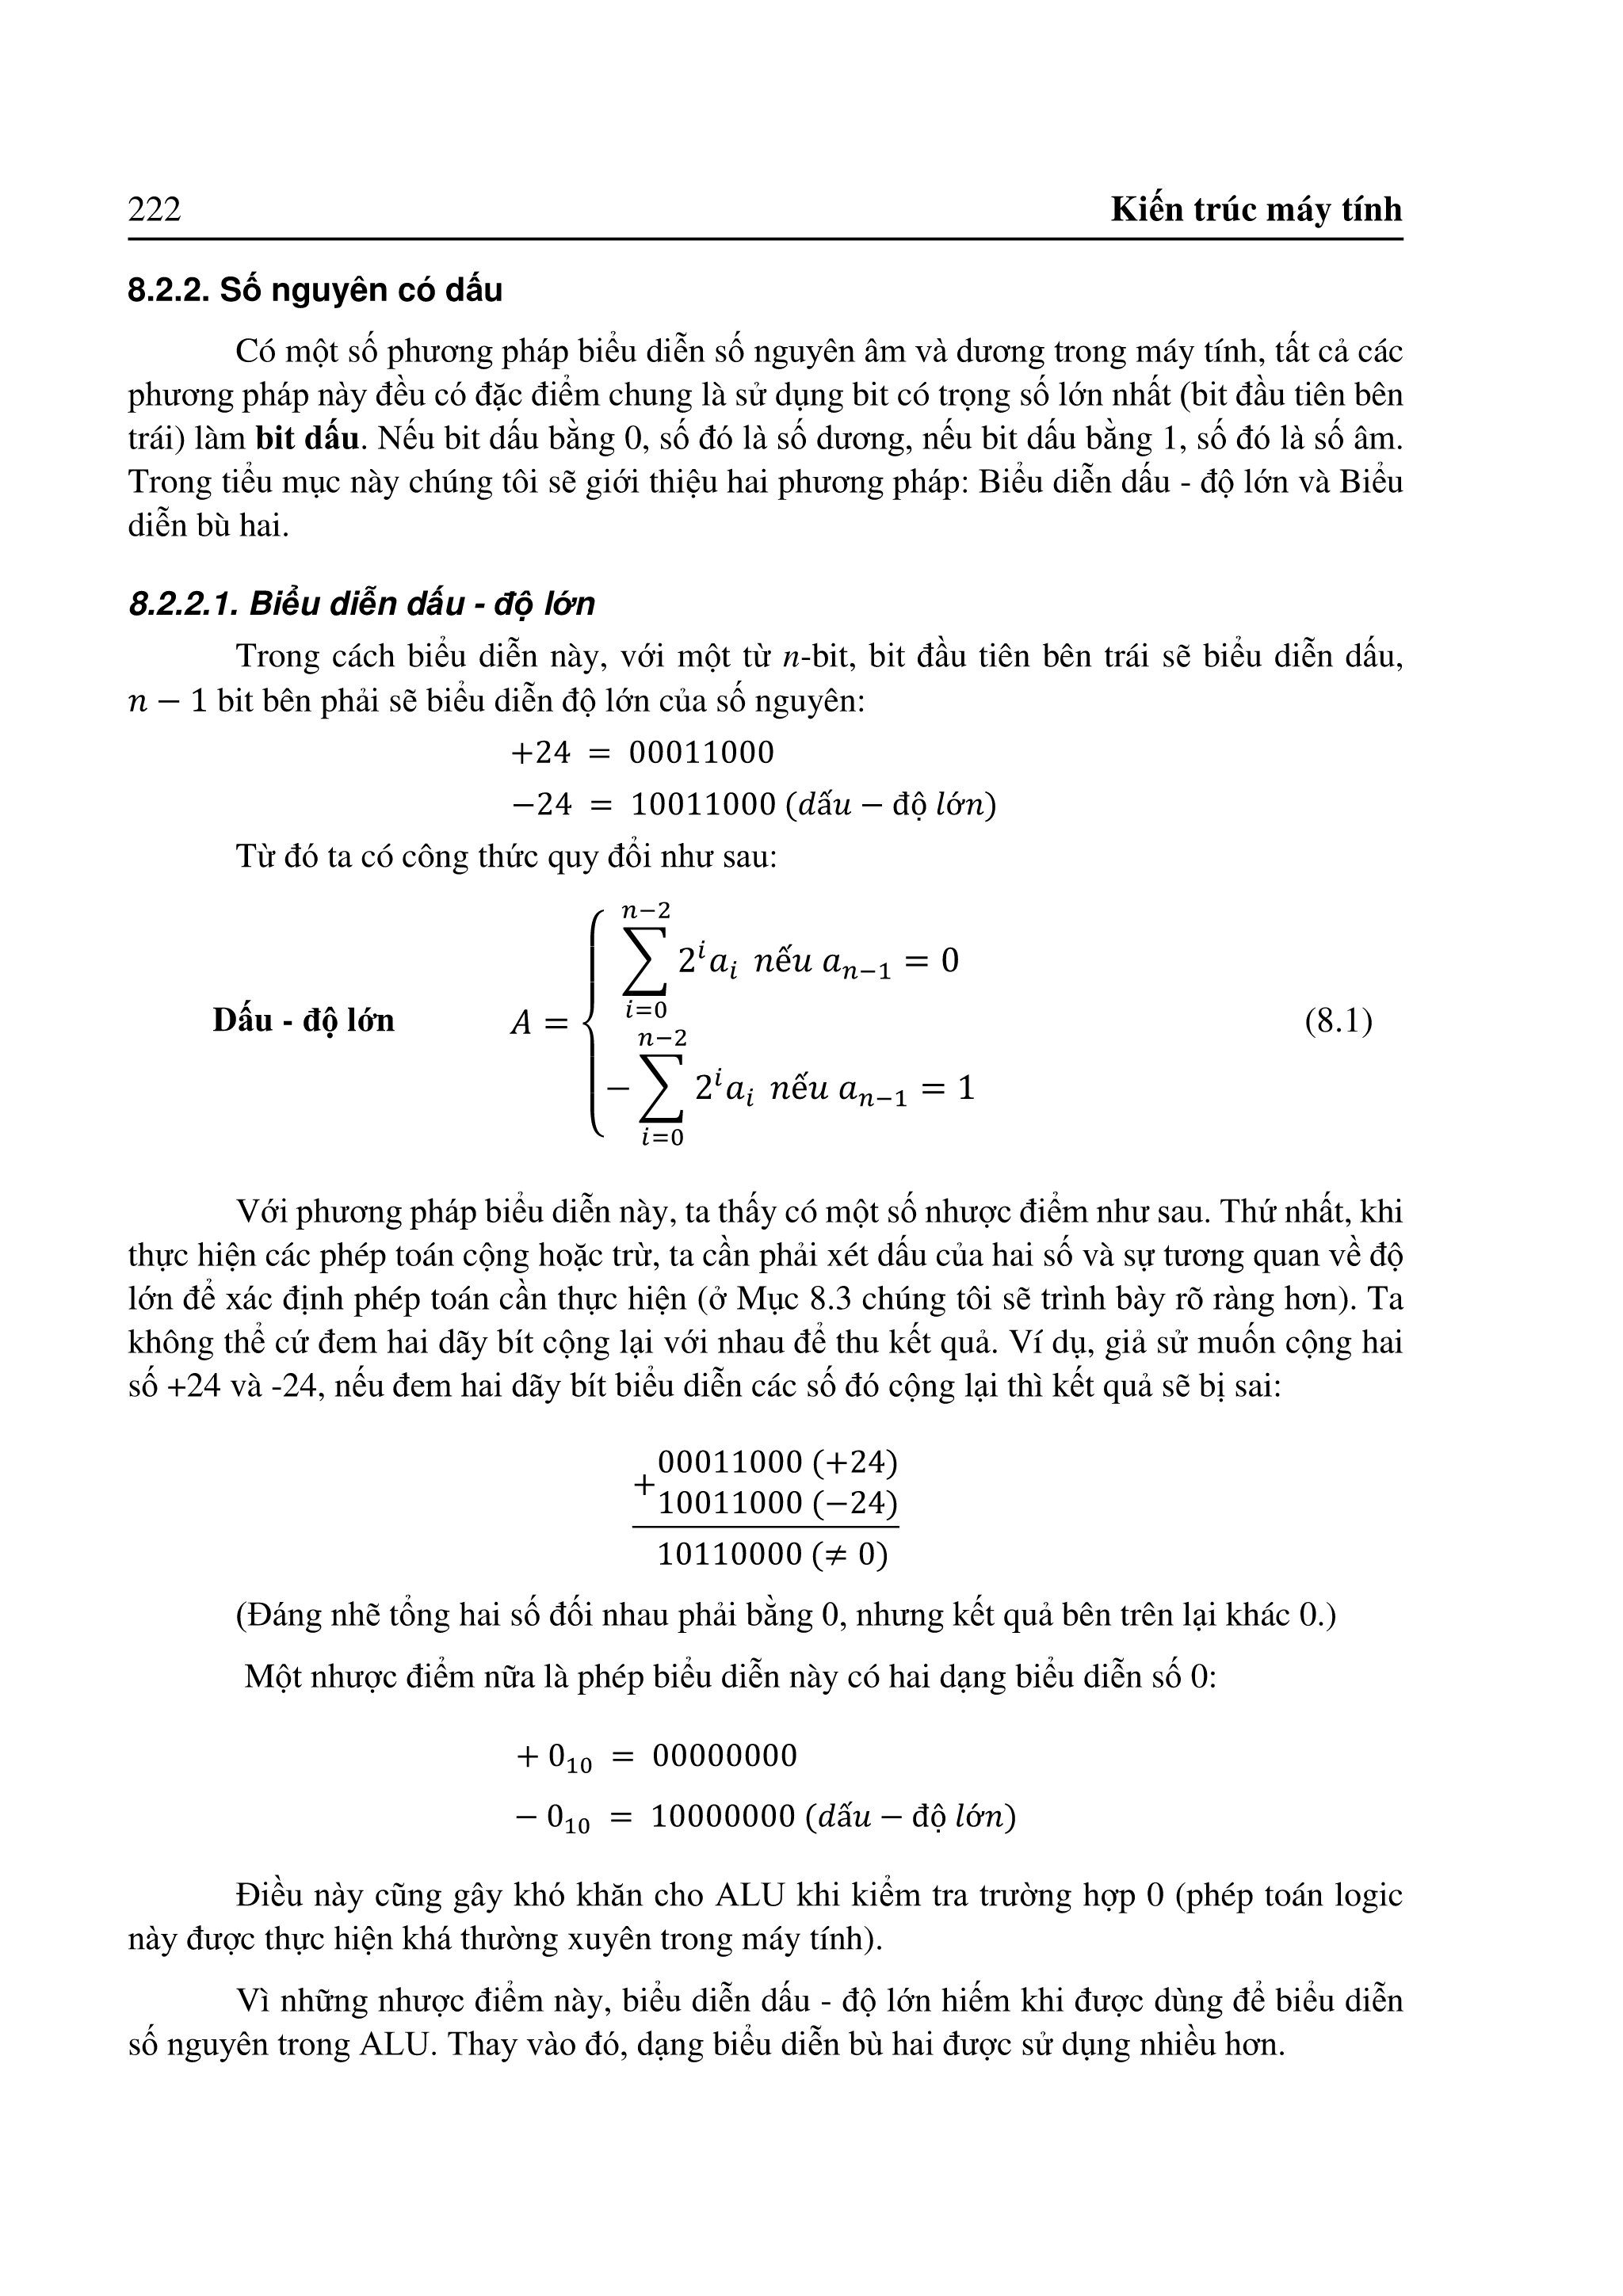 222 Kiến trúc máy tính
8.2.2. Số nguyên có dấu
Có một số phương pháp biểu diễn số nguyên âm và dương trong máy tính, tất cả các
phương pháp này đều có đặc điểm chung là sử dụng bit có trọng số lớn nhất (bit đầu tiên bên
trái) làm bit dấu. Nếu bit dấu bằng 0, số đó là số dương, nếu bit dấu bằng 1, số đó là số âm.
Trong tiểu mục này chúng tôi sẽ giới thiệu hai phương pháp: Biểu diễn dấu - độ lớn và Biểu
diễn bù hai.
8.2.2.1. Biểu diễn dấu - độ lớn
Trong cách biểu diễn này, với một từ n-bit, bit đầu tiên bên trái sẽ biểu diễn dấu,
n − 1 bit bên phải sẽ biểu diễn độ lớn của số nguyên:
+24 = 00011000
−24 = 10011000 (dấu − độ lớn)
Từ đó ta có công thức quy đổi như sau:
Dấu - độ lớn A = { ∑_{i=0}^{n−2} 2^i a_i nếu a_{n−1} = 0 (8.1)
−∑_{i=0}^{n−2} 2^i a_i nếu a_{n−1} = 1
Với phương pháp biểu diễn này, ta thấy có một số nhược điểm như sau. Thứ nhất, khi
thực hiện các phép toán cộng hoặc trừ, ta cần phải xét dấu của hai số và sự tương quan về độ
lớn để xác định phép toán cần thực hiện (ở Mục 8.3 chúng tôi sẽ trình bày rõ ràng hơn). Ta
không thể cứ đem hai dãy bít cộng lại với nhau để thu kết quả. Ví dụ, giả sử muốn cộng hai
số +24 và -24, nếu đem hai dãy bít biểu diễn các số đó cộng lại thì kết quả sẽ bị sai:
00011000 (+24)
+
10011000 (−24)
10110000 (≠ 0)
(Đáng nhẽ tổng hai số đối nhau phải bằng 0, nhưng kết quả bên trên lại khác 0.)
Một nhược điểm nữa là phép biểu diễn này có hai dạng biểu diễn số 0:
+ 0₁₀ = 00000000
− 0₁₀ = 10000000 (dấu − độ lớn)
Điều này cũng gây khó khăn cho ALU khi kiểm tra trường hợp 0 (phép toán logic
này được thực hiện khá thường xuyên trong máy tính).
Vì những nhược điểm này, biểu diễn dấu - độ lớn hiếm khi được dùng để biểu diễn
số nguyên trong ALU. Thay vào đó, dạng biểu diễn bù hai được sử dụng nhiều hơn.